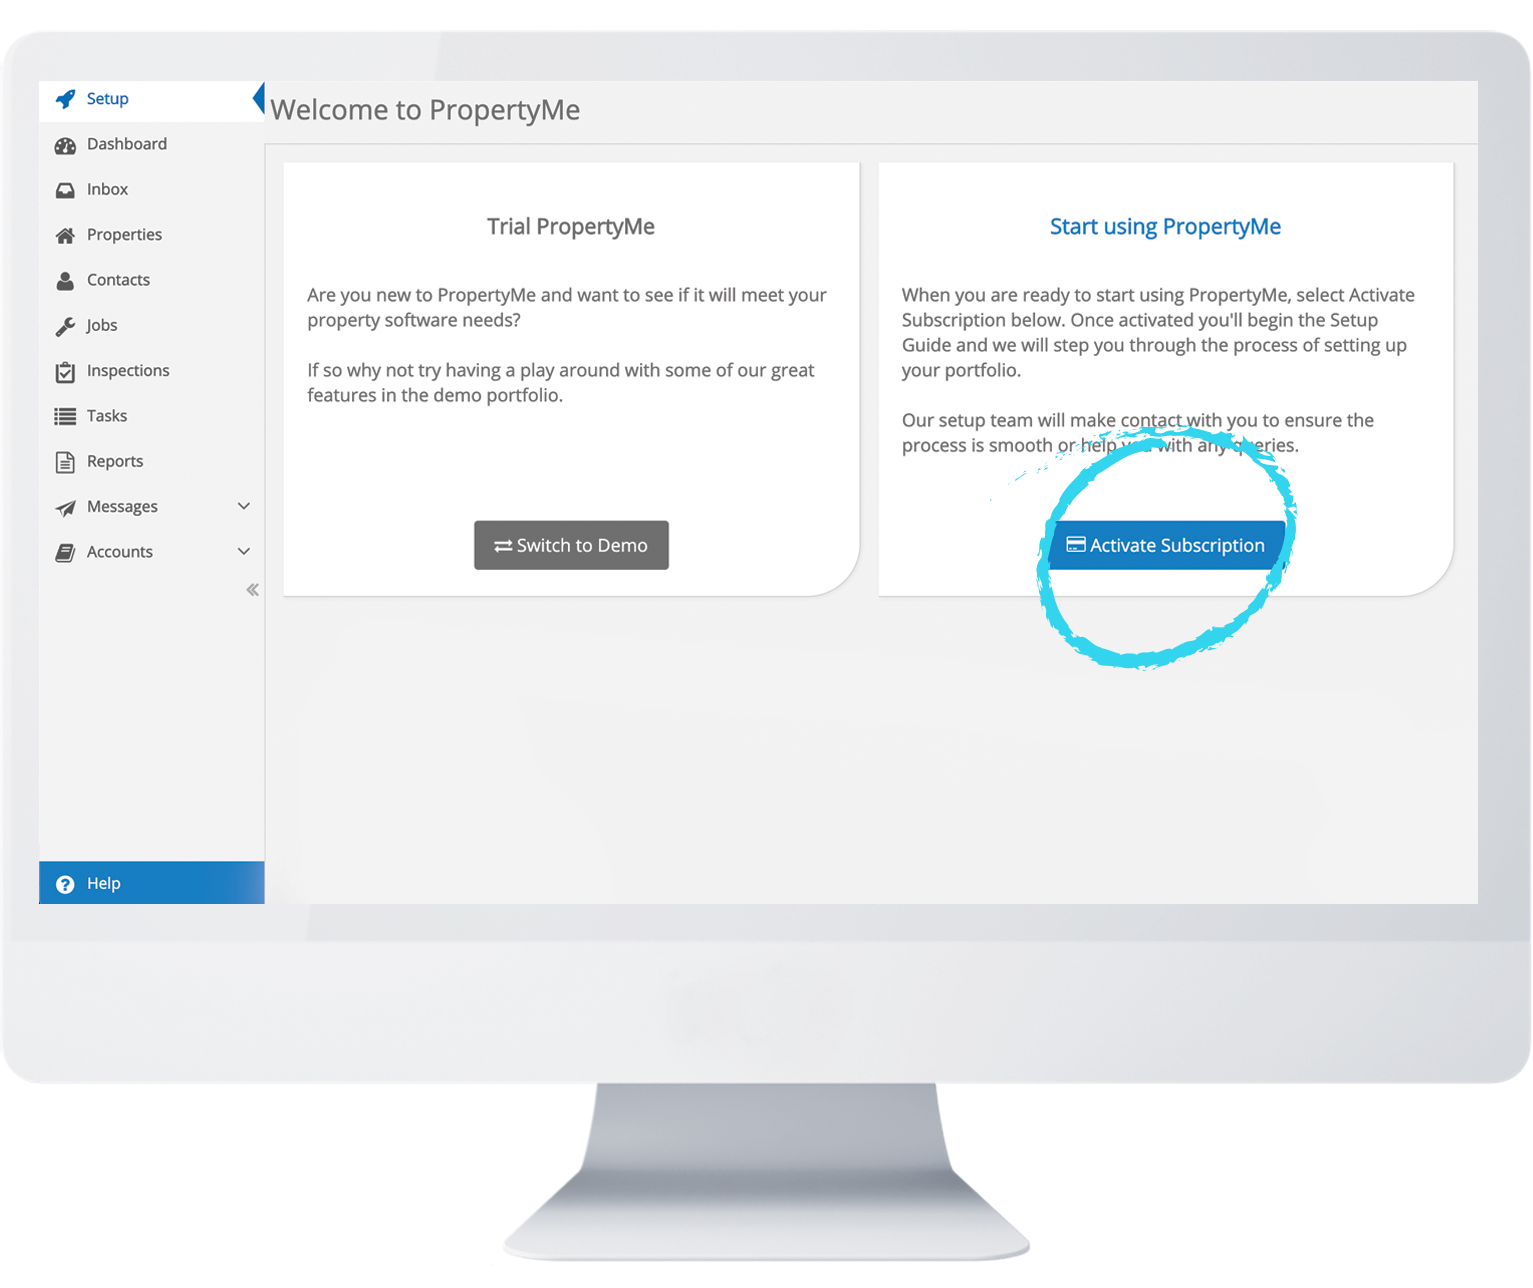 Setup
Dashboard
Inbox
Properties
Contacts
Jobs
Inspections
Tasks
Reports
Messages
Accounts
Help
Welcome to PropertyMe
Trial PropertyMe
Are you new to PropertyMe and want to see if it will meet your
property software needs?
If so why not try having a play around with some of our great
features in the demo portfolio.
Switch to Demo
Start using PropertyMe
When you are ready to start using PropertyMe, select Activate
Subscription below. Once activated you'll begin the Setup
Guide and we will step you through the process of setting up
your portfolio.
Our setup team will make contact with you to ensure the
process is smooth or help you with any queries.
Activate Subscription